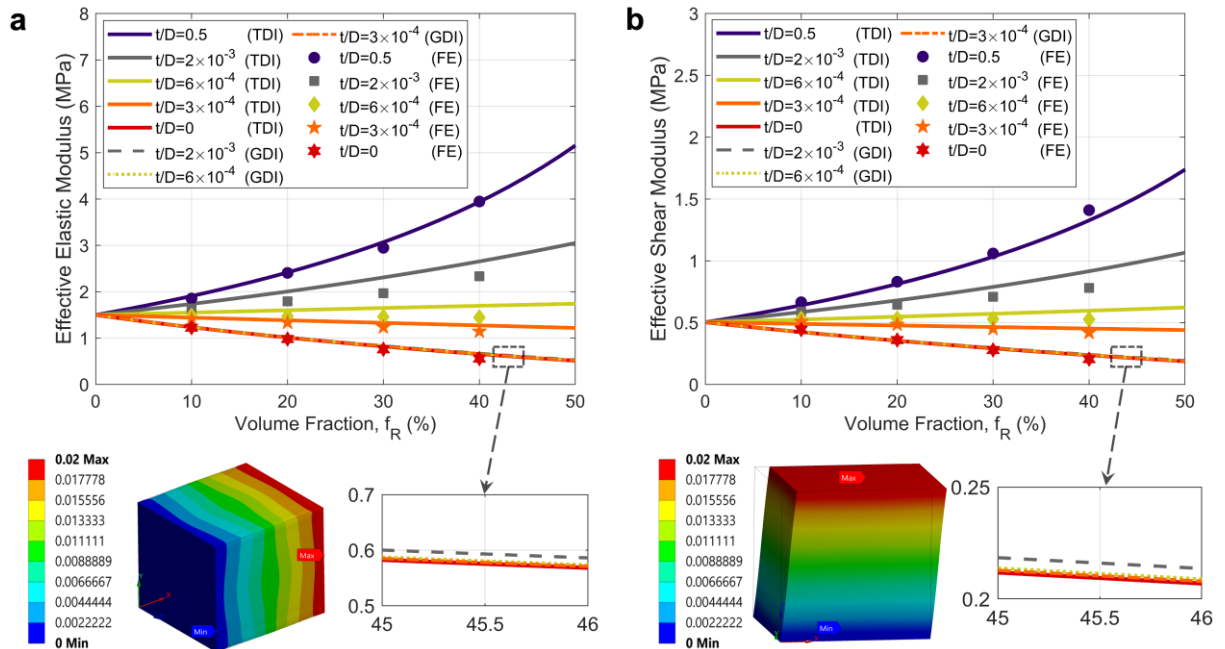 a
Effective Elastic Modulus (MPa)
8
7
6
5
4
3
2
1
0
t/D=0.5 (TDI)
t/D=2×10⁻³ (TDI)
t/D=6×10⁻⁴ (TDI)
t/D=3×10⁻⁴ (TDI)
t/D=0 (TDI)
t/D=2×10⁻³ (GDI)
t/D=6×10⁻⁴ (GDI)
t/D=3×10⁻⁴ (GDI)
t/D=0.5 (FE)
t/D=2×10⁻³ (FE)
t/D=6×10⁻⁴ (FE)
t/D=3×10⁻⁴ (FE)
t/D=0 (FE)
0 10 20 30 40 50
Volume Fraction, f_R (%)
0.02 Max
0.017778
0.015556
0.013333
0.011111
0.0088889
0.0066667
0.0044444
0.0022222
0 Min
Max
Min
Y
X
0.7
0.6
0.5
45 45.5 46
b
Effective Shear Modulus (MPa)
3
2.5
2
1.5
1
0.5
0
t/D=0.5 (TDI)
t/D=2×10⁻³ (TDI)
t/D=6×10⁻⁴ (TDI)
t/D=3×10⁻⁴ (TDI)
t/D=0 (TDI)
t/D=2×10⁻³ (GDI)
t/D=6×10⁻⁴ (GDI)
t/D=3×10⁻⁴ (GDI)
t/D=0.5 (FE)
t/D=2×10⁻³ (FE)
t/D=6×10⁻⁴ (FE)
t/D=3×10⁻⁴ (FE)
t/D=0 (FE)
0 10 20 30 40 50
Volume Fraction, f_R (%)
0.02 Max
0.017778
0.015556
0.013333
0.011111
0.0088889
0.0066667
0.0044444
0.0022222
0 Min
Max
Min
0.25
0.2
45 45.5 46